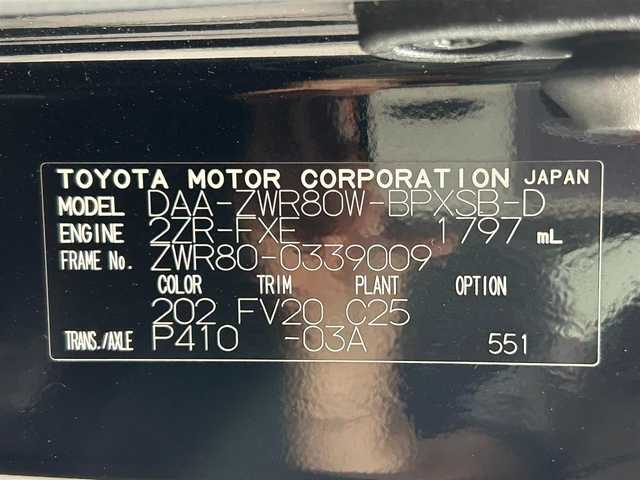 TOYOTA MOTOR CORPORATION JAPAN
MODEL DAA-ZWR80W-BPXSB-D
ENGINE 2ZR-FXE 1797 mL
FRAME No. ZWR80-0339009
COLOR TRIM PLANT OPTION
202 FV20 C25
TRANS./AXLE P410 -03A 551